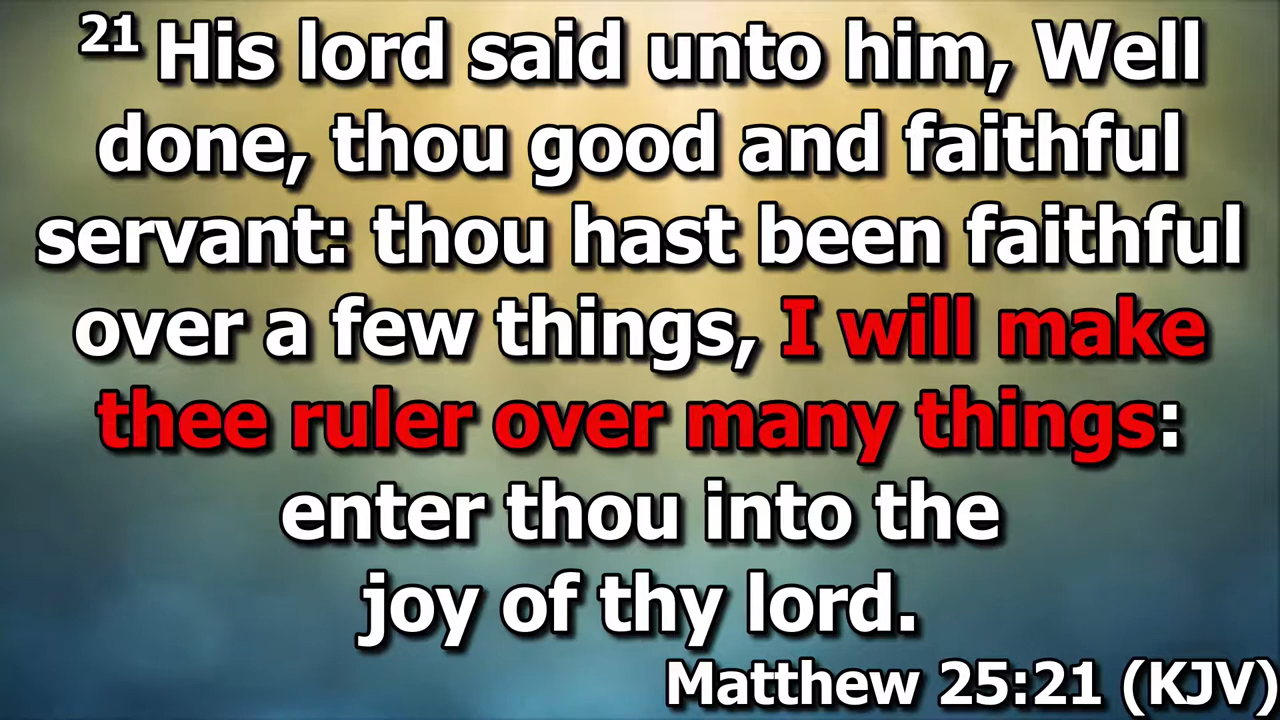 21 His lord said unto him, Well
done, thou good and faithful
servant: thou hast been faithful
over a few things, I will make
thee ruler over many things:
enter thou into the
joy of thy lord.
Matthew 25:21 (KJV)